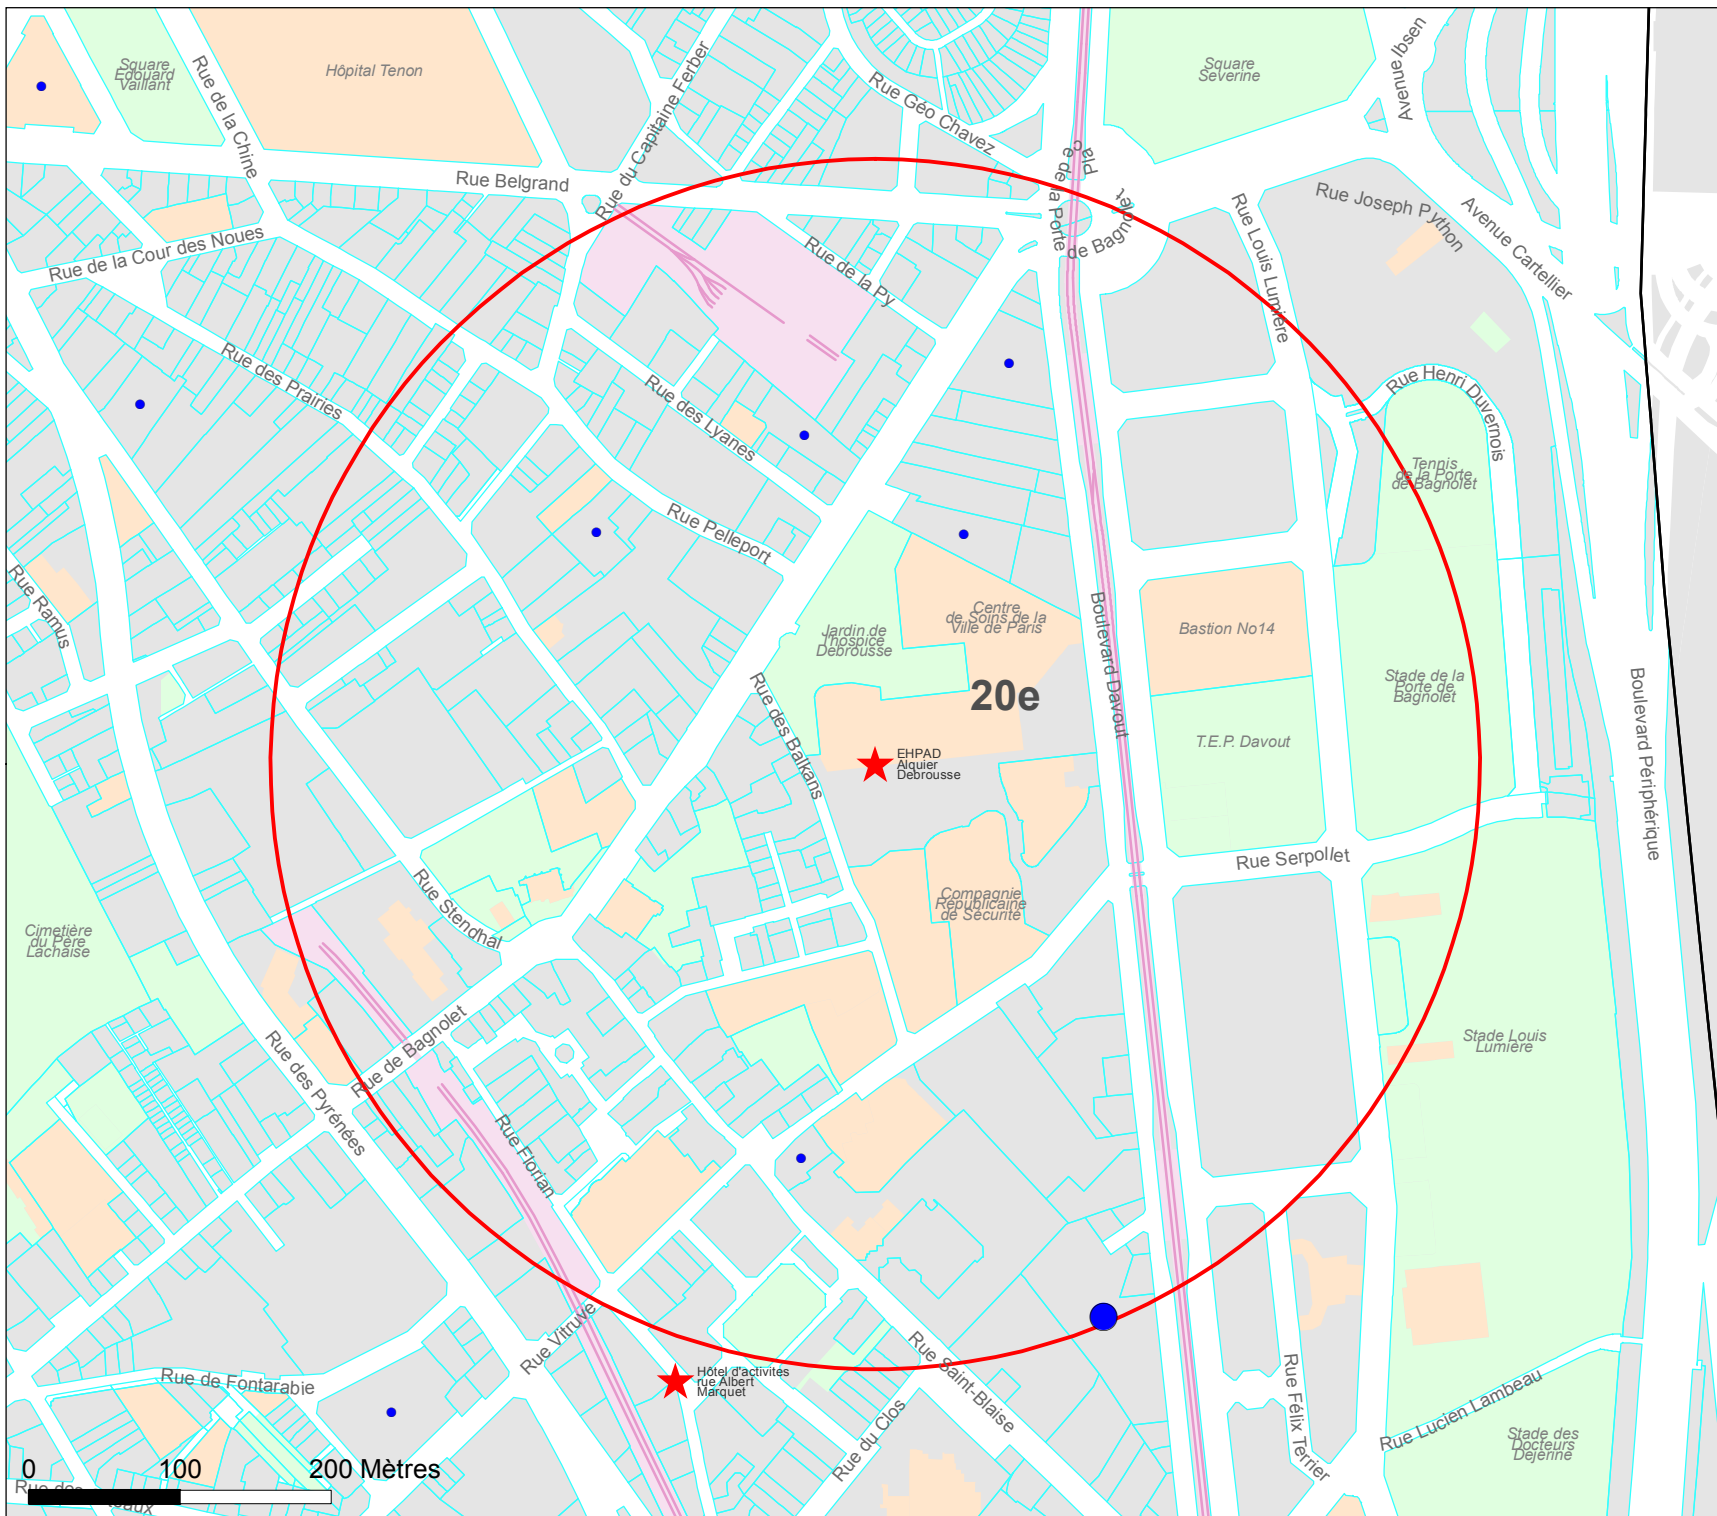 Square
Edouard
Vaillant
Rue de la Chine
Hôpital Tenon
Rue du Capitaine Ferber
Rue Géo Chavez
Square
Séverine
Avenue Ibsen
Rue Belgrand
Plac
e de la Porte
de Bagnolet
Rue Louis Lumière
Rue Joseph Python
Avenue Cartellier
Rue de la Cour des Noues
Rue de la Py
Rue des Prairies
Rue des Lyanes
Rue Henri Duvernois
Tennis
de la Porte
de Bagnolet
Rue Pelleport
Rue Ramus
Centre
de Soins de la
Ville de Paris
Jardin de
l'hospice
Debrousse
Bastion No14
Boulevard Davout
Stade de la
Porte de
Bagnolet
Boulevard Périphérique
20e
Rue des Balkans
T.E.P. Davout
EHPAD
Alquier
Debrousse
Rue Serpollet
Rue Stendhal
Compagnie
Républicaine
de Sécurité
Cimetière
du Père
Lachaise
Rue de Bagnolet
Rue des Pyrénées
Stade Louis
Lumière
Rue Florian
Rue Vitruve
Rue Saint-Blaise
Hôtel d'activites
rue Albert
Marquet
Rue de Fontarabie
Rue du Clos
Rue Félix Terrier
Rue Lucien Lambeau
Stade des
Docteurs
Déjerine
0 100 200 Mètres
Rue des